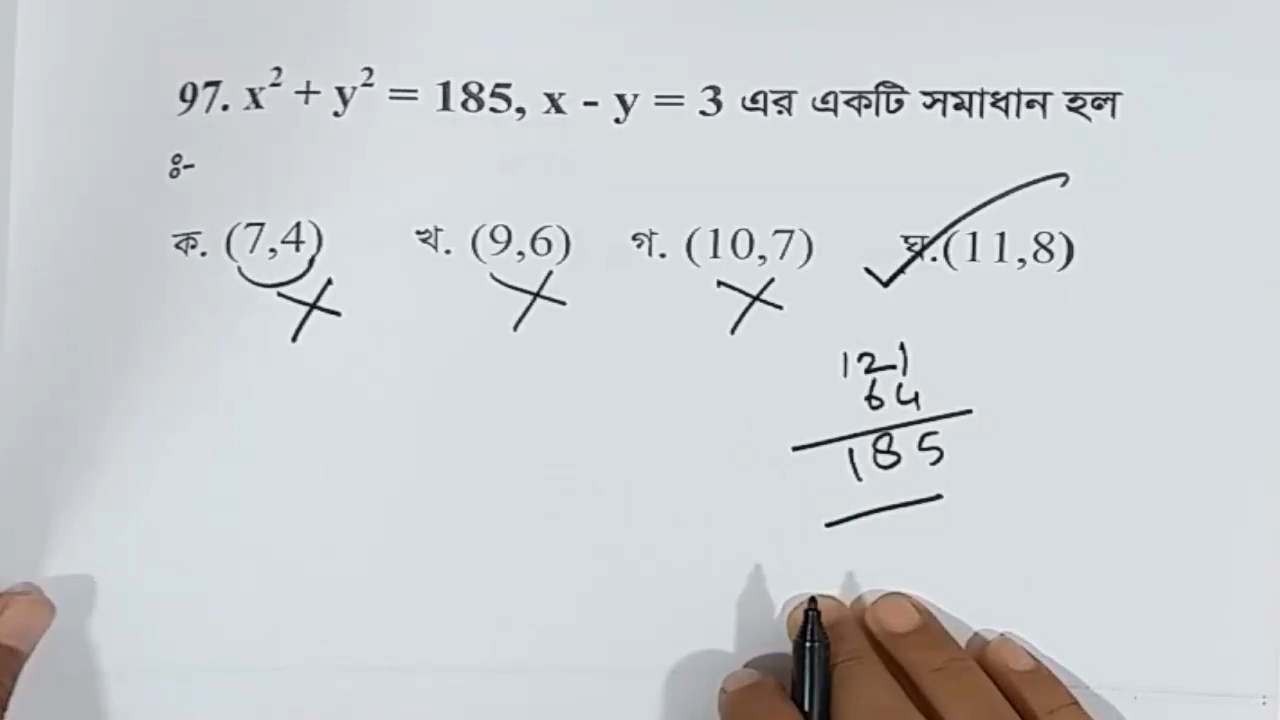 97. x² + y² = 185, x - y = 3 এর একটি সমাধান হল
ঃ-
ক. (7,4) খ. (9,6) গ. (10,7) ঘ.(11,8)
121
64
185